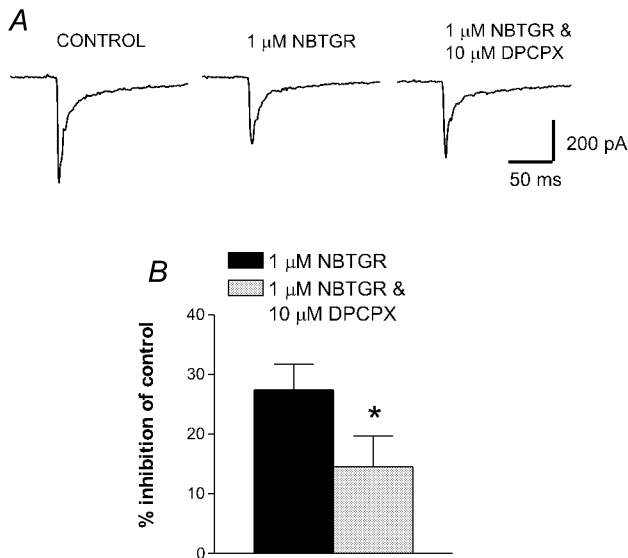 A
CONTROL
1 μM NBTGR
1 μM NBTGR &
10 μM DPCPX
200 pA
50 ms
B
1 μM NBTGR
1 μM NBTGR &
10 μM DPCPX
% inhibition of control
40
30
20
10
0
*